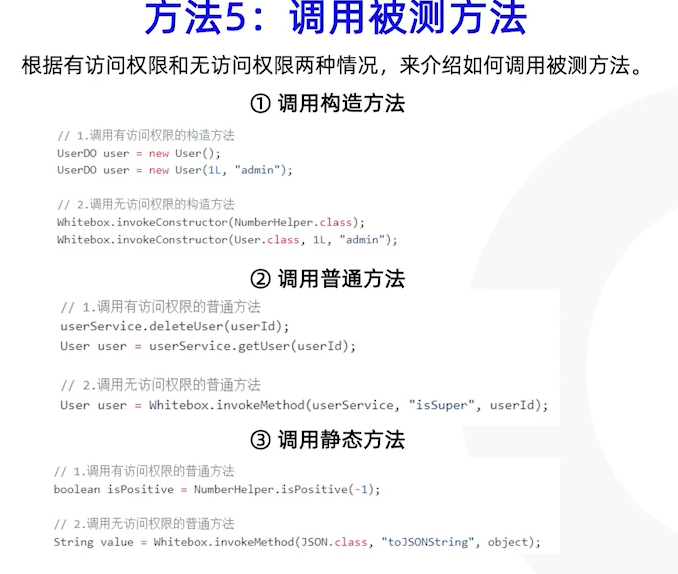 方法5：调用被测方法
根据有访问权限和无访问权限两种情况，来介绍如何调用被测方法。
① 调用构造方法
// 1.调用有访问权限的构造方法
UserDO user = new User();
UserDO user = new User(1L, "admin");
// 2.调用无访问权限的构造方法
Whitebox.invokeConstructor(NumberHelper.class);
Whitebox.invokeConstructor(User.class, 1L, "admin");
② 调用普通方法
// 1.调用有访问权限的普通方法
userService.deleteUser(userId);
User user = userService.getUser(userId);
// 2.调用无访问权限的普通方法
User user = Whitebox.invokeMethod(userService, "isSuper", userId);
③ 调用静态方法
// 1.调用有访问权限的普通方法
boolean isPositive = NumberHelper.isPositive(-1);
// 2.调用无访问权限的普通方法
String value = Whitebox.invokeMethod(JSON.class, "toJSONString", object);